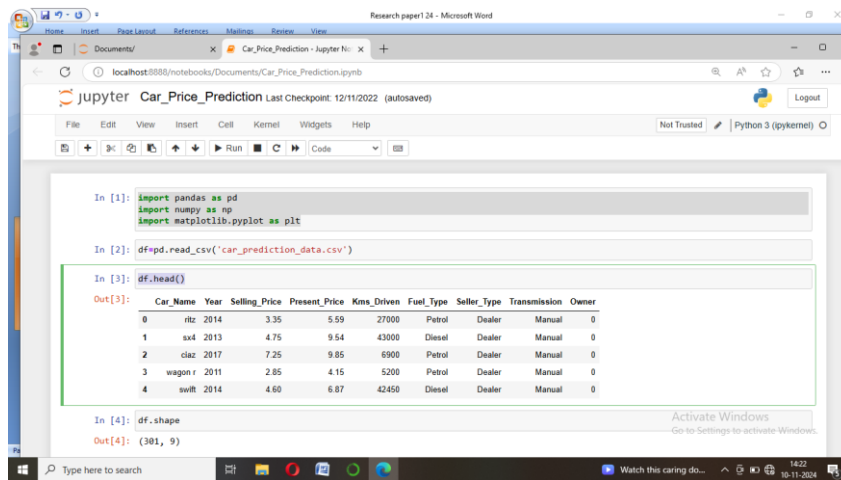 Research paper1 24 - Microsoft Word
Home Insert Page Layout References Mailings Review View
Documents/ Car_Price_Prediction - Jupyter No
localhost:8888/notebooks/Documents/Car_Price_Prediction.ipynb
jupyter Car_Price_Prediction Last Checkpoint: 12/11/2022 (autosaved) Logout
File Edit View Insert Cell Kernel Widgets Help Not Trusted Python 3 (ipykernel)
Run Code
In [1]: import pandas as pd
import numpy as np
import matplotlib.pyplot as plt
In [2]: df=pd.read_csv('car_prediction_data.csv')
In [3]: df.head()
Out[3]: Car_Name Year Selling_Price Present_Price Kms_Driven Fuel_Type Seller_Type Transmission Owner
0 ritz 2014 3.35 5.59 27000 Petrol Dealer Manual 0
1 sx4 2013 4.75 9.54 43000 Diesel Dealer Manual 0
2 ciaz 2017 7.25 9.85 6900 Petrol Dealer Manual 0
3 wagon r 2011 2.85 4.15 5200 Petrol Dealer Manual 0
4 swift 2014 4.60 6.87 42450 Diesel Dealer Manual 0
In [4]: df.shape
Out[4]: (301, 9)
Activate Windows
Go to Settings to activate Windows.
Type here to search Watch this caring do... 14:22
10-11-2024